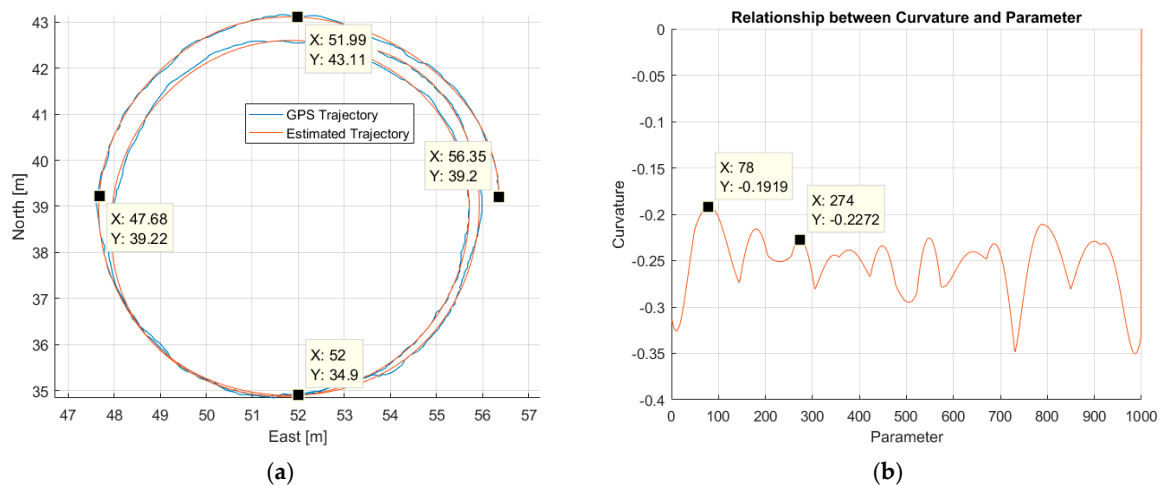 43
42
41
40
39
38
37
36
35
North [m]
X: 51.99
Y: 43.11
GPS Trajectory
Estimated Trajectory
X: 56.35
Y: 39.2
X: 47.68
Y: 39.22
X: 52
Y: 34.9
47 48 49 50 51 52 53 54 55 56 57
East [m]
(a)
Relationship between Curvature and Parameter
0
-0.05
-0.1
-0.15
-0.2
-0.25
-0.3
-0.35
-0.4
Curvature
X: 78
Y: -0.1919
X: 274
Y: -0.2272
0 100 200 300 400 500 600 700 800 900 1000
Parameter
(b)